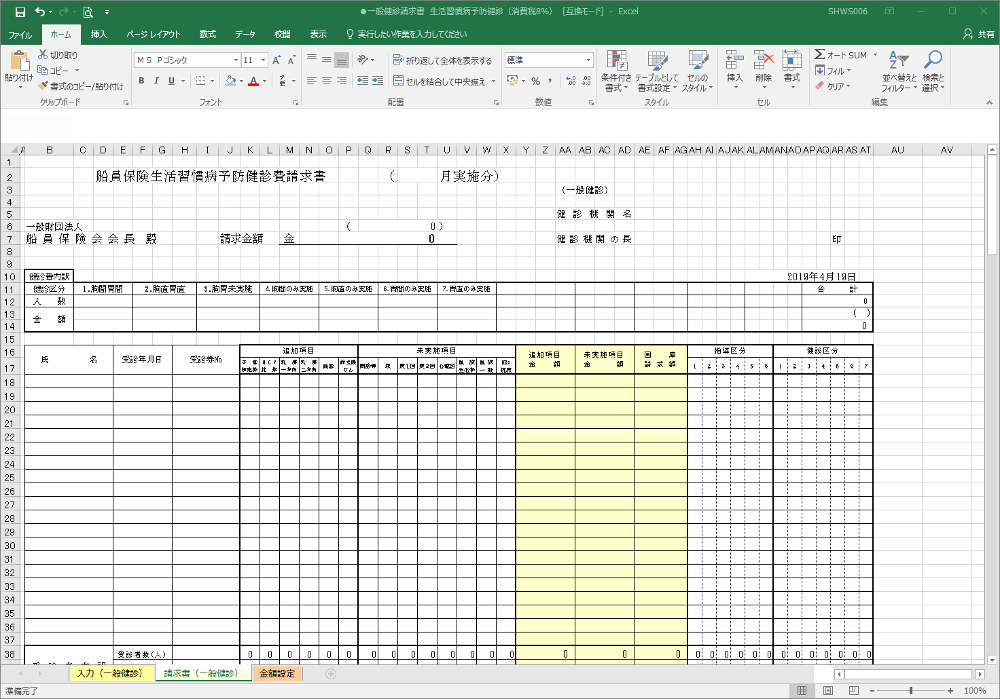 ●一般健診請求書 生活習慣病予防健診（消費税8%） [互換モード] - Excel
SHWS006
ファイル ホーム 挿入 ページ レイアウト 数式 データ 校閲 表示 実行したい作業を入力してください 共有
貼り付け 切り取り コピー 書式のコピー/貼り付け
ＭＳ Ｐゴシック 11
B I U A 亜
折り返して全体を表示する
セルを結合して中央揃え
標準
% ,
条件付き書式 テーブルとして書式設定 セルのスタイル
挿入 削除 書式
Σ オート SUM フィル クリア
並べ替えとフィルター 検索と選択
クリップボード フォント 配置 数値 スタイル セル 編集
A B C D E F G H I J K L M N O P Q R S T U V W X Y Z AA AB AC AD AE AF AG AH AI AJ AK AL AM AN AO AP AQ AR AS AT AU AV
1
2 船員保険生活習慣病予防健診費請求書 （ 月実施分）
3 （一般健診）
4
5 健 診 機 関 名
6 一般財団法人 （ 0 ）
7 船 員 保 険 会 会 長 殿 請求金額 金 0 健 診 機 関 の 長 印
8
9
10 健診費内訳 2019年4月19日
11 健診区分 1.胸間胃間 2.胸直胃直 3.胸胃未実施 4.胸間のみ実施 5.胸直のみ実施 6.胃間のみ実施 7.胃直のみ実施 合 計
12 人 数 0
13 金 額 ( )
14 0
15
16 氏 名 受診年月日 受診券No. 追加項目 未実施項目 追加項目 金 額 未実施項目 金 額 国 庫 請 求 額 指導区分 健診区分
17 ＨＣＶ 抗 体 問診等 尿 尿1回 尿2回 心電図 血 液 生化学 血 液 一 般 HBs 抗原 1 2 3 4 5 6 1 2 3 4 5 6 7
18
19
20
21
22
23
24
25
26
27
28
29
30
31
32
33
34
35
36
37
38 受診者数(人) 0 0 0 0 0 0 0 0 0 0 0 0 0 0 0 0 0 0 0 0 0 0 0 0 0 0 0 0 0 0
入力（一般健診） 請求書（一般健診） 金額設定
準備完了 100%